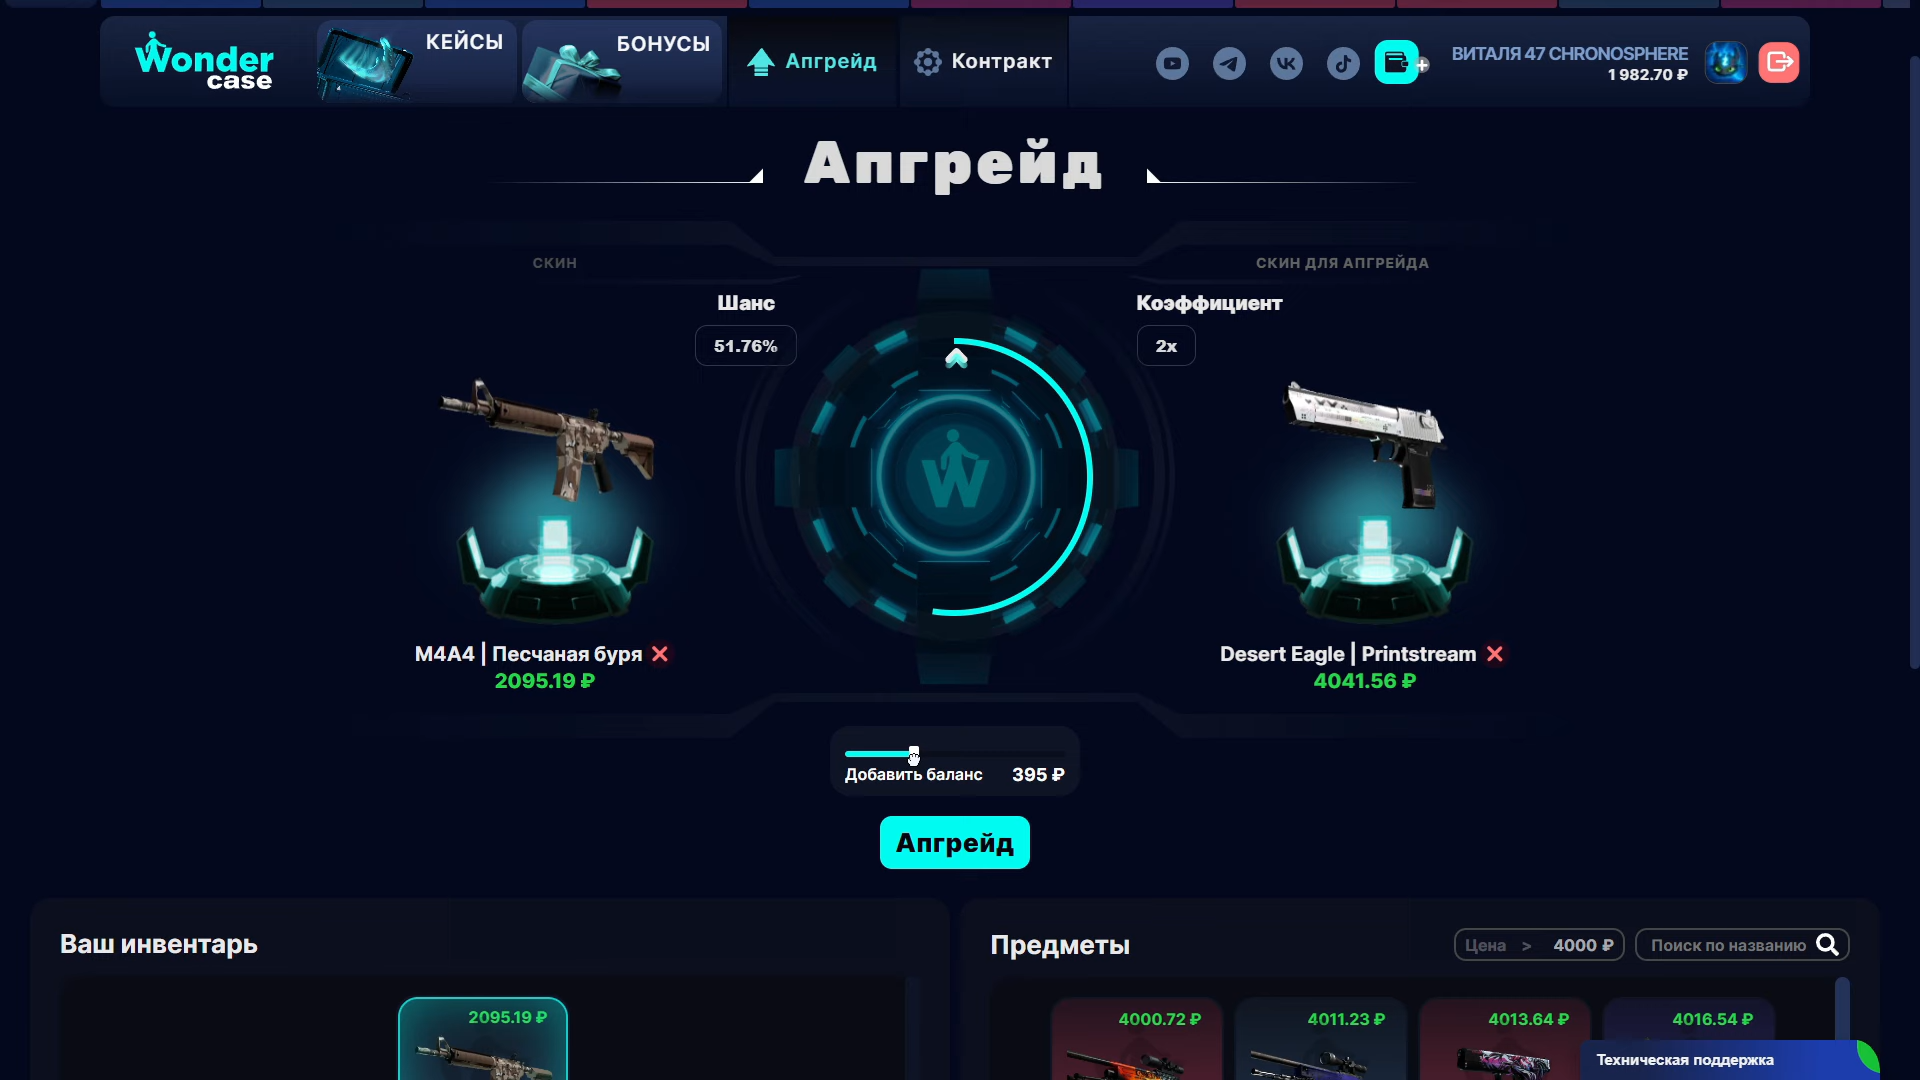 Wonder
case
КЕЙСЫ
БОНУСЫ
Апгрейд
Контракт
ВИТАЛЯ 47 CHRONOSPHERE
1 982.70 ₽
Апгрейд
СКИН
СКИН ДЛЯ АПГРЕЙДА
Шанс
51.76%
Коэффициент
2x
W
M4A4 | Песчаная буря
2095.19 ₽
Desert Eagle | Printstream
4041.56 ₽
Добавить баланс 395 ₽
Апгрейд
Ваш инвентарь
2095.19 ₽
Предметы
Цена > 4000 ₽
Поиск по названию
4000.72 ₽
4011.23 ₽
4013.64 ₽
4016.54 ₽
Техническая поддержка